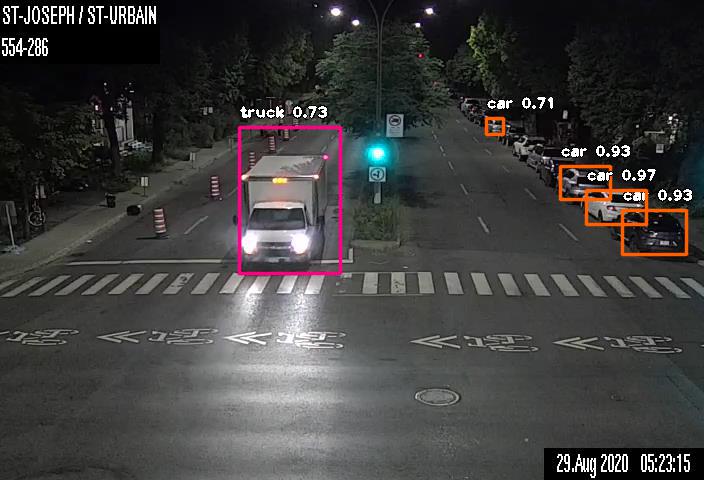 ST-JOSEPH / ST-URBAIN
554-286
truck 0.73
car 0.71
car 0.93
car 0.97
car 0.93
29.Aug 2020 05:23:15